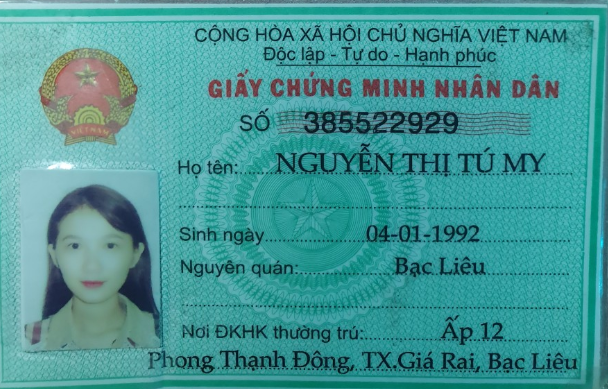 CỘNG HÒA XÃ HỘI CHỦ NGHĨA VIỆT NAM
Độc lập - Tự do - Hạnh phúc
GIẤY CHỨNG MINH NHÂN DÂN
SỐ 385522929
Họ tên: NGUYỄN THỊ TÚ MY
Sinh ngày 04-01-1992
Nguyên quán: Bạc Liêu
Nơi ĐKHK thường trú: Ấp 12
Phong Thạnh Đông, TX.Giá Rai, Bạc Liêu
VIỆT NAM